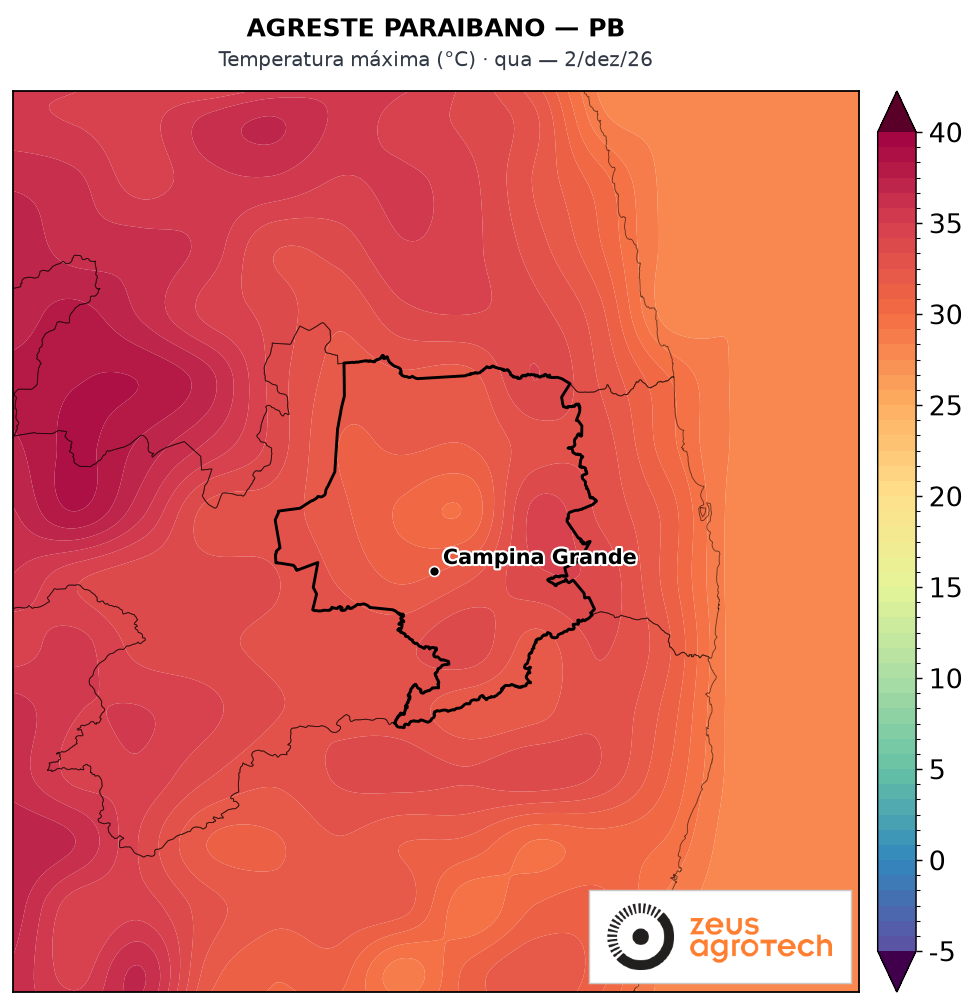 AGRESTE PARAIBANO — PB
Temperatura máxima (°C) · qua — 2/dez/26
40
35
30
25
20
15
10
5
0
-5
Campina Grande
zeus
agrotech